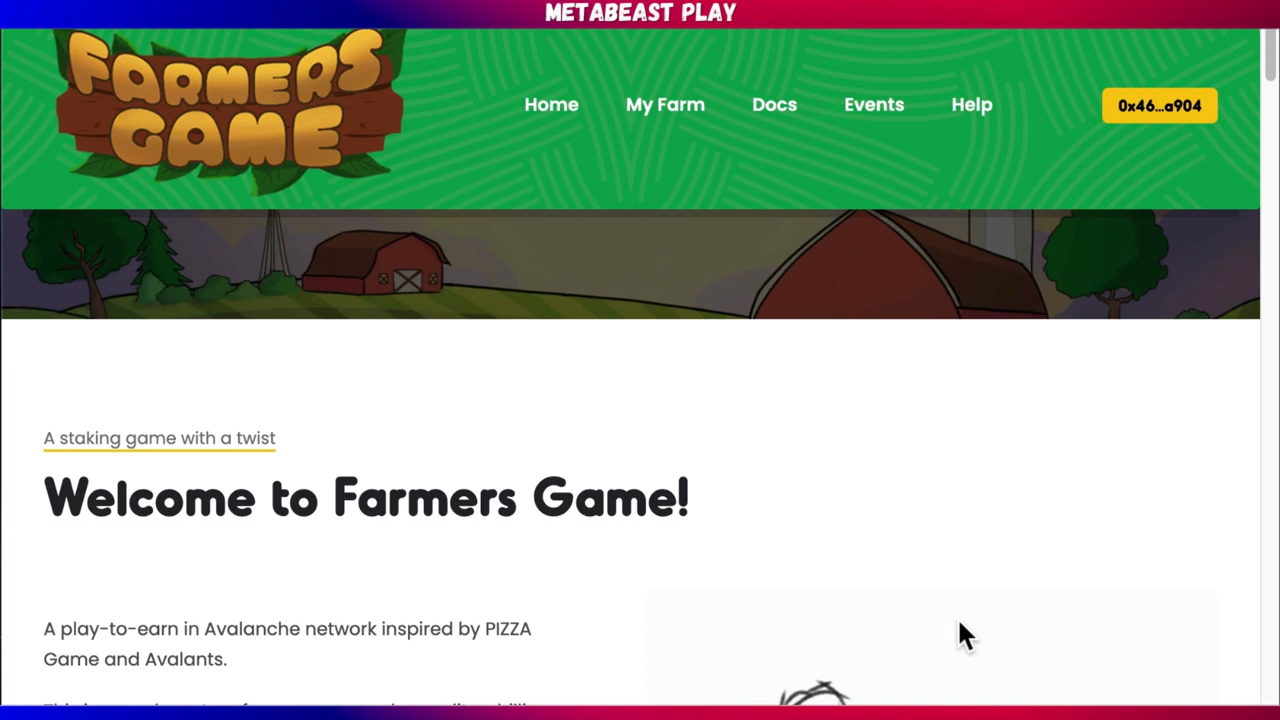 METABEAST PLAY
FARMERS
GAME
Home My Farm Docs Events Help 0x46...a904
A staking game with a twist
Welcome to Farmers Game!
A play-to-earn in Avalanche network inspired by PIZZA
Game and Avalants.